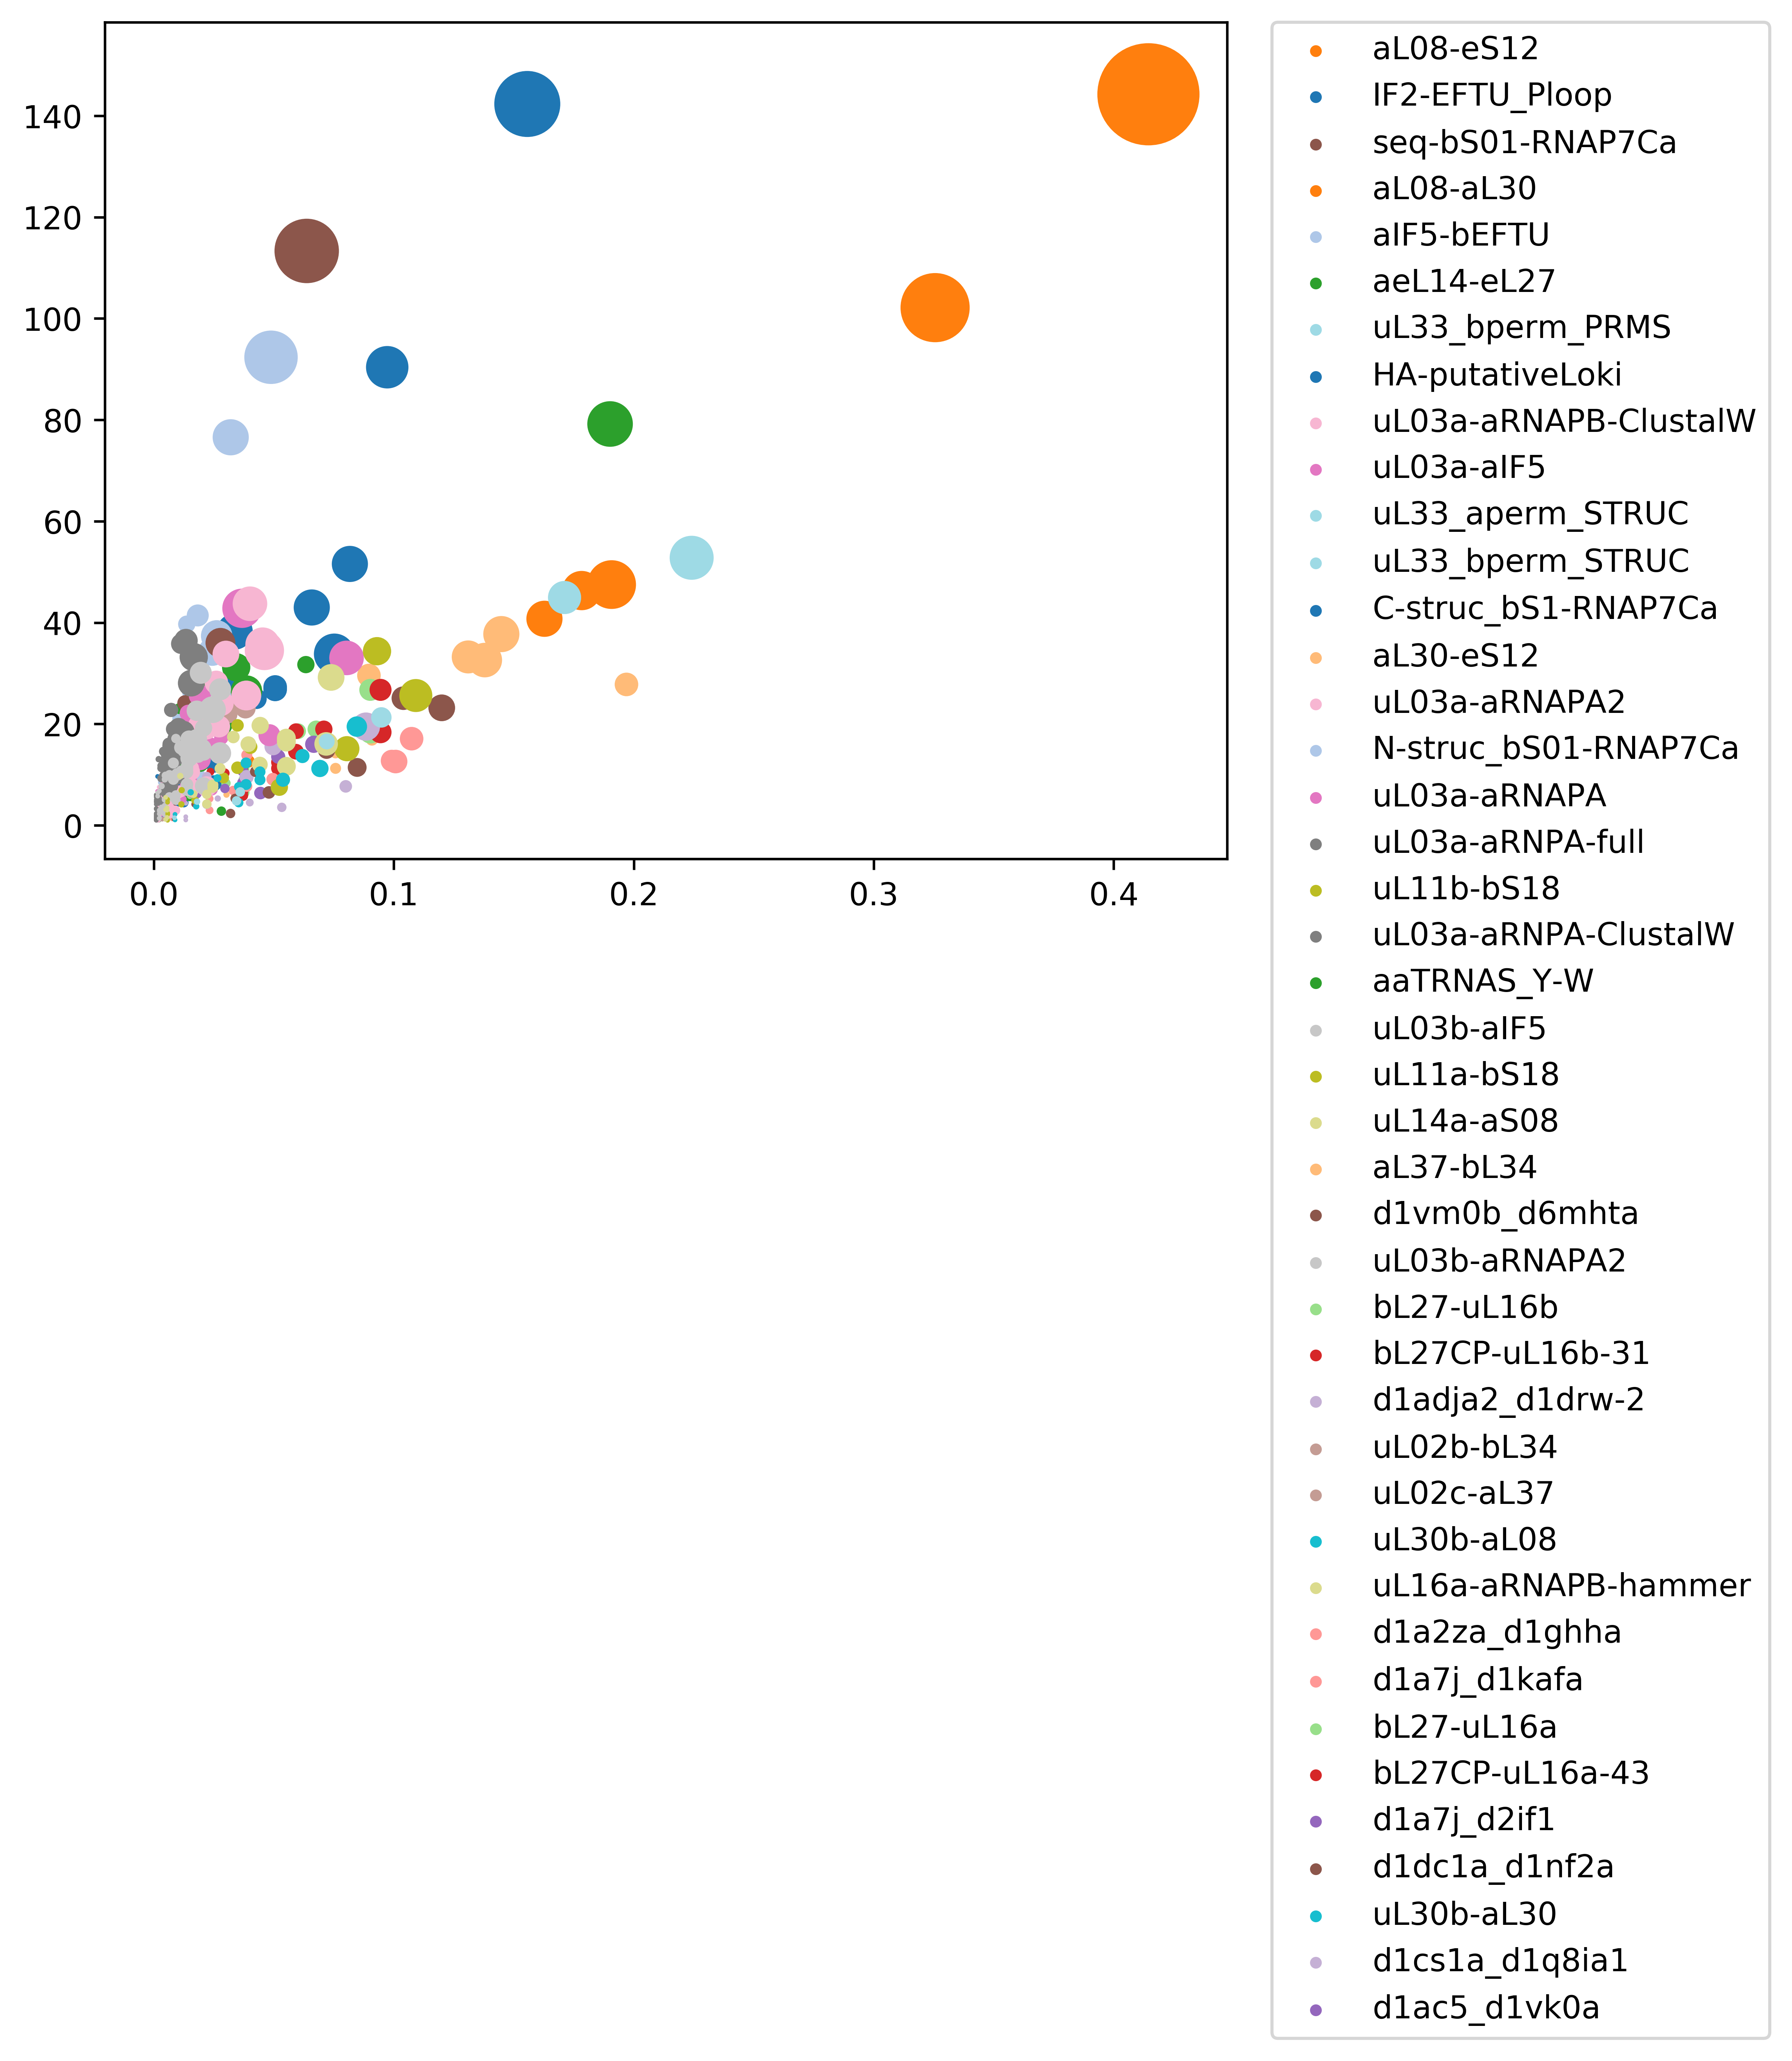 140
120
100
80
60
40
20
0
0.0 0.1 0.2 0.3 0.4
aL08-eS12
IF2-EFTU_Ploop
seq-bS01-RNAP7Ca
aL08-aL30
aIF5-bEFTU
aeL14-eL27
uL33_bperm_PRMS
HA-putativeLoki
uL03a-aRNAPB-ClustalW
uL03a-aIF5
uL33_aperm_STRUC
uL33_bperm_STRUC
C-struc_bS1-RNAP7Ca
aL30-eS12
uL03a-aRNAPA2
N-struc_bS01-RNAP7Ca
uL03a-aRNAPA
uL03a-aRNPA-full
uL11b-bS18
uL03a-aRNPA-ClustalW
aaTRNAS_Y-W
uL03b-aIF5
uL11a-bS18
uL14a-aS08
aL37-bL34
d1vm0b_d6mhta
uL03b-aRNAPA2
bL27-uL16b
bL27CP-uL16b-31
d1adja2_d1drw-2
uL02b-bL34
uL02c-aL37
uL30b-aL08
uL16a-aRNAPB-hammer
d1a2za_d1ghha
d1a7j_d1kafa
bL27-uL16a
bL27CP-uL16a-43
d1a7j_d2if1
d1dc1a_d1nf2a
uL30b-aL30
d1cs1a_d1q8ia1
d1ac5_d1vk0a